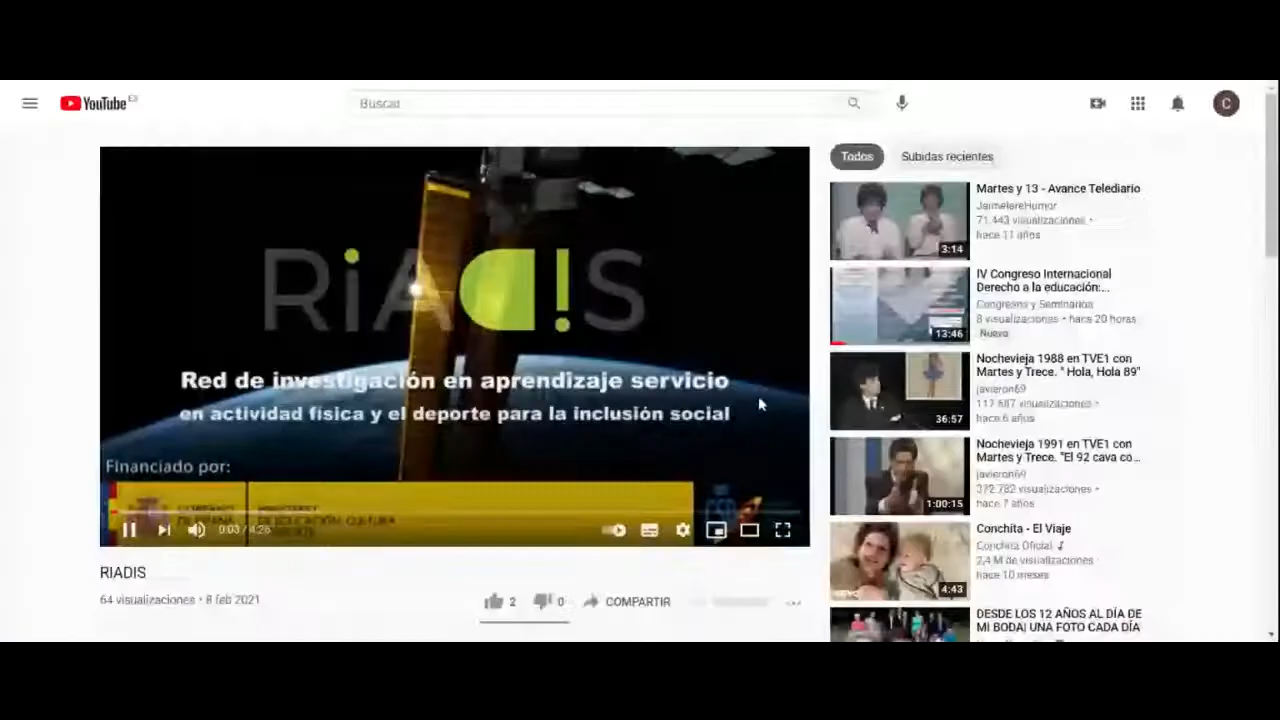 YouTube ES
Buscar
C
RiAD!S
Red de investigación en aprendizaje servicio
en actividad física y el deporte para la inclusión social
Financiado por:
0:03 / 4:26
RIADIS
64 visualizaciones • 8 feb 2021
2
0
COMPARTIR
Todos
Subidas recientes
Martes y 13 - Avance Telediario
71.443 visualizaciones •
hace 11 años
3:14
IV Congreso Internacional
Derecho a la educación:...
Congresos y Seminarios
8 visualizaciones • hace 20 horas
Nuevo
13:46
Nochevieja 1988 en TVE1 con
Martes y Trece. " Hola, Hola 89"
javieron69
visualizaciones •
hace 6 años
36:57
Nochevieja 1991 en TVE1 con
Martes y Trece. "El 92 cava co...
javieron69
372.782 visualizaciones •
hace 7 años
1:00:15
Conchita - El Viaje
Conchita Oficial
2,4 M de visualizaciones
hace 10 meses
4:43
DESDE LOS 12 AÑOS AL DÍA DE
MI BODA| UNA FOTO CADA DÍA